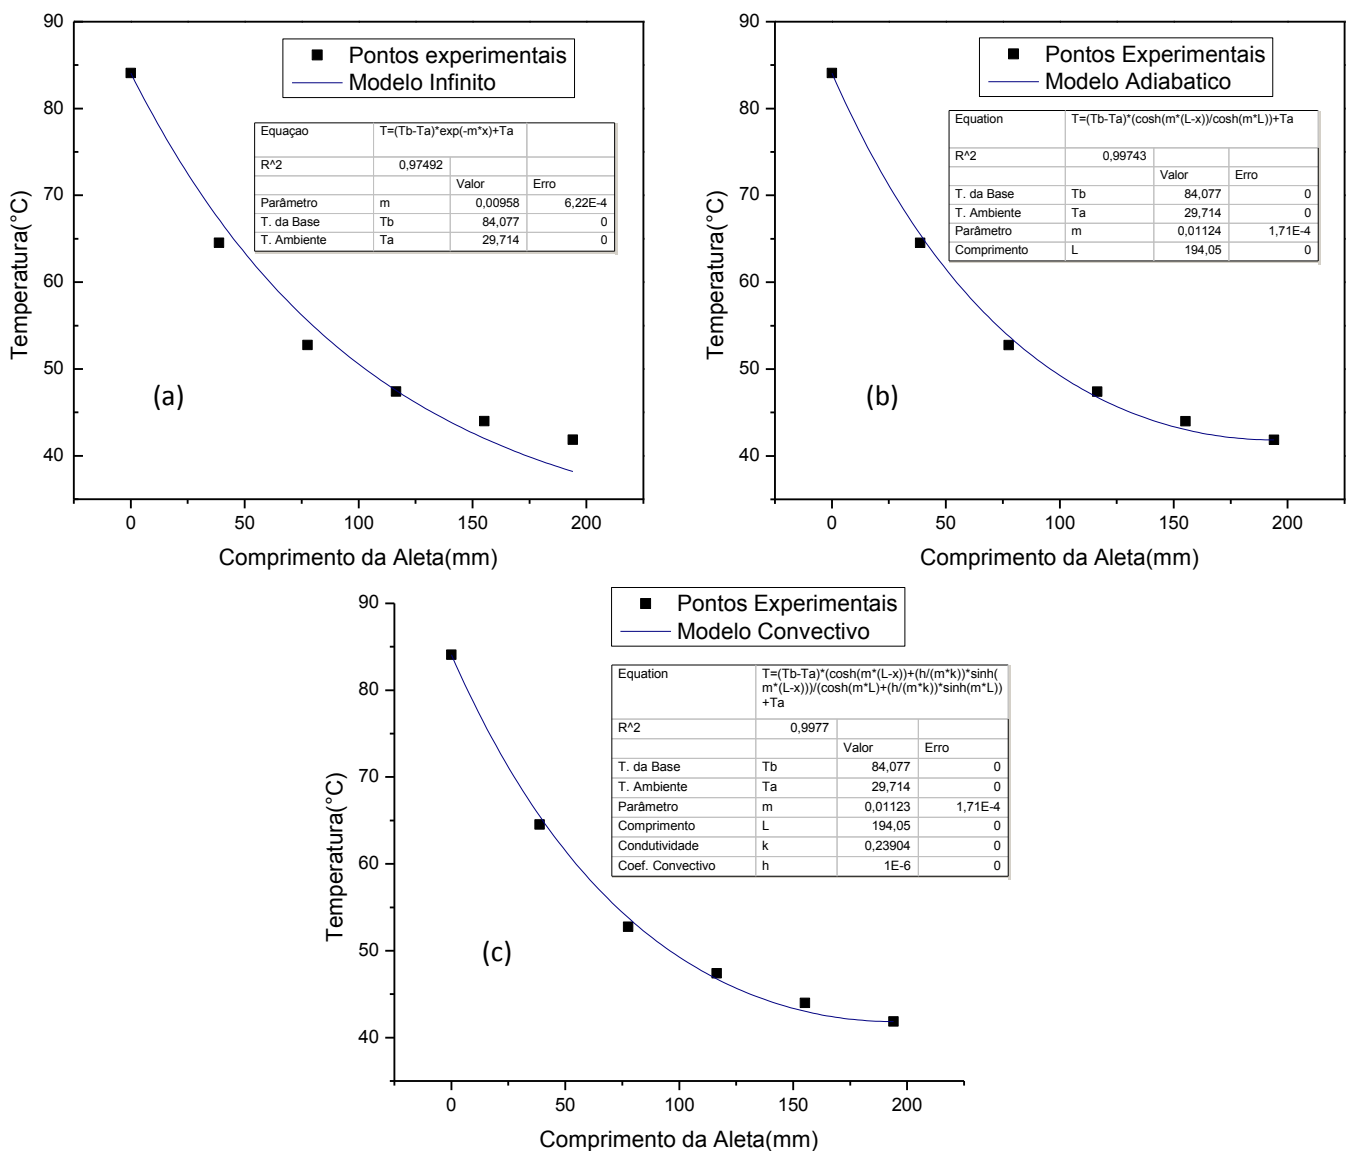 90
80
70
60
50
40
0 50 100 150 200
Temperatura(°C)
Comprimento da Aleta(mm)
Pontos experimentais
Modelo Infinito
Equaçao T=(Tb-Ta)*exp(-m*x)+Ta
R^2 0,97492
Valor Erro
Parâmetro m 0,00958 6,22E-4
T. da Base Tb 84,077 0
T. Ambiente Ta 29,714 0
(a)
90
80
70
60
50
40
0 50 100 150 200
Temperatura(°C)
Comprimento da Aleta(mm)
Pontos Experimentais
Modelo Adiabatico
Equation T=(Tb-Ta)*(cosh(m*(L-x))/cosh(m*L))+Ta
R^2 0,99743
Valor Erro
T. da Base Tb 84,077 0
T. Ambiente Ta 29,714 0
Parâmetro m 0,01124 1,71E-4
Comprimento L 194,05 0
(b)
90
80
70
60
50
40
0 50 100 150 200
Temperatura(°C)
Comprimento da Aleta(mm)
Pontos Experimentais
Modelo Convectivo
Equation T=(Tb-Ta)*(cosh(m*(L-x))+(h/(m*k))*sinh(
m*(L-x)))/(cosh(m*L)+(h/(m*k))*sinh(m*L))
+Ta
R^2 0,9977
Valor Erro
T. da Base Tb 84,077 0
T. Ambiente Ta 29,714 0
Parâmetro m 0,01123 1,71E-4
Comprimento L 194,05 0
Condutividade k 0,23904 0
Coef. Convectivo h 1E-6 0
(c)